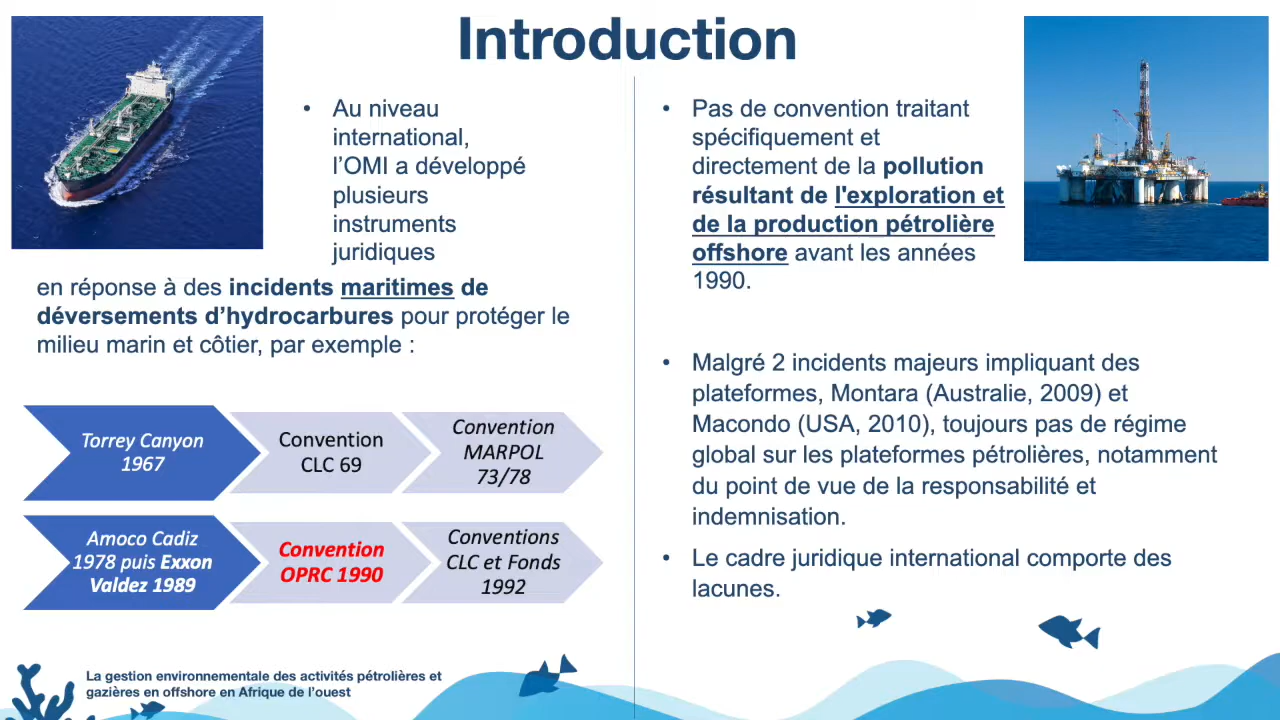 Introduction
• Au niveau
international,
l’OMI a développé
plusieurs
instruments
juridiques
en réponse à des incidents maritimes de
déversements d’hydrocarbures pour protéger le
milieu marin et côtier, par exemple :
Torrey Canyon
1967
Convention
CLC 69
Convention
MARPOL
73/78
Amoco Cadiz
1978 puis Exxon
Valdez 1989
Convention
OPRC 1990
Conventions
CLC et Fonds
1992
• Pas de convention traitant
spécifiquement et
directement de la pollution
résultant de l'exploration et
de la production pétrolière
offshore avant les années
1990.
• Malgré 2 incidents majeurs impliquant des
plateformes, Montara (Australie, 2009) et
Macondo (USA, 2010), toujours pas de régime
global sur les plateformes pétrolières, notamment
du point de vue de la responsabilité et
indemnisation.
• Le cadre juridique international comporte des
lacunes.
La gestion environnementale des activités pétrolières et
gazières en offshore en Afrique de l’ouest